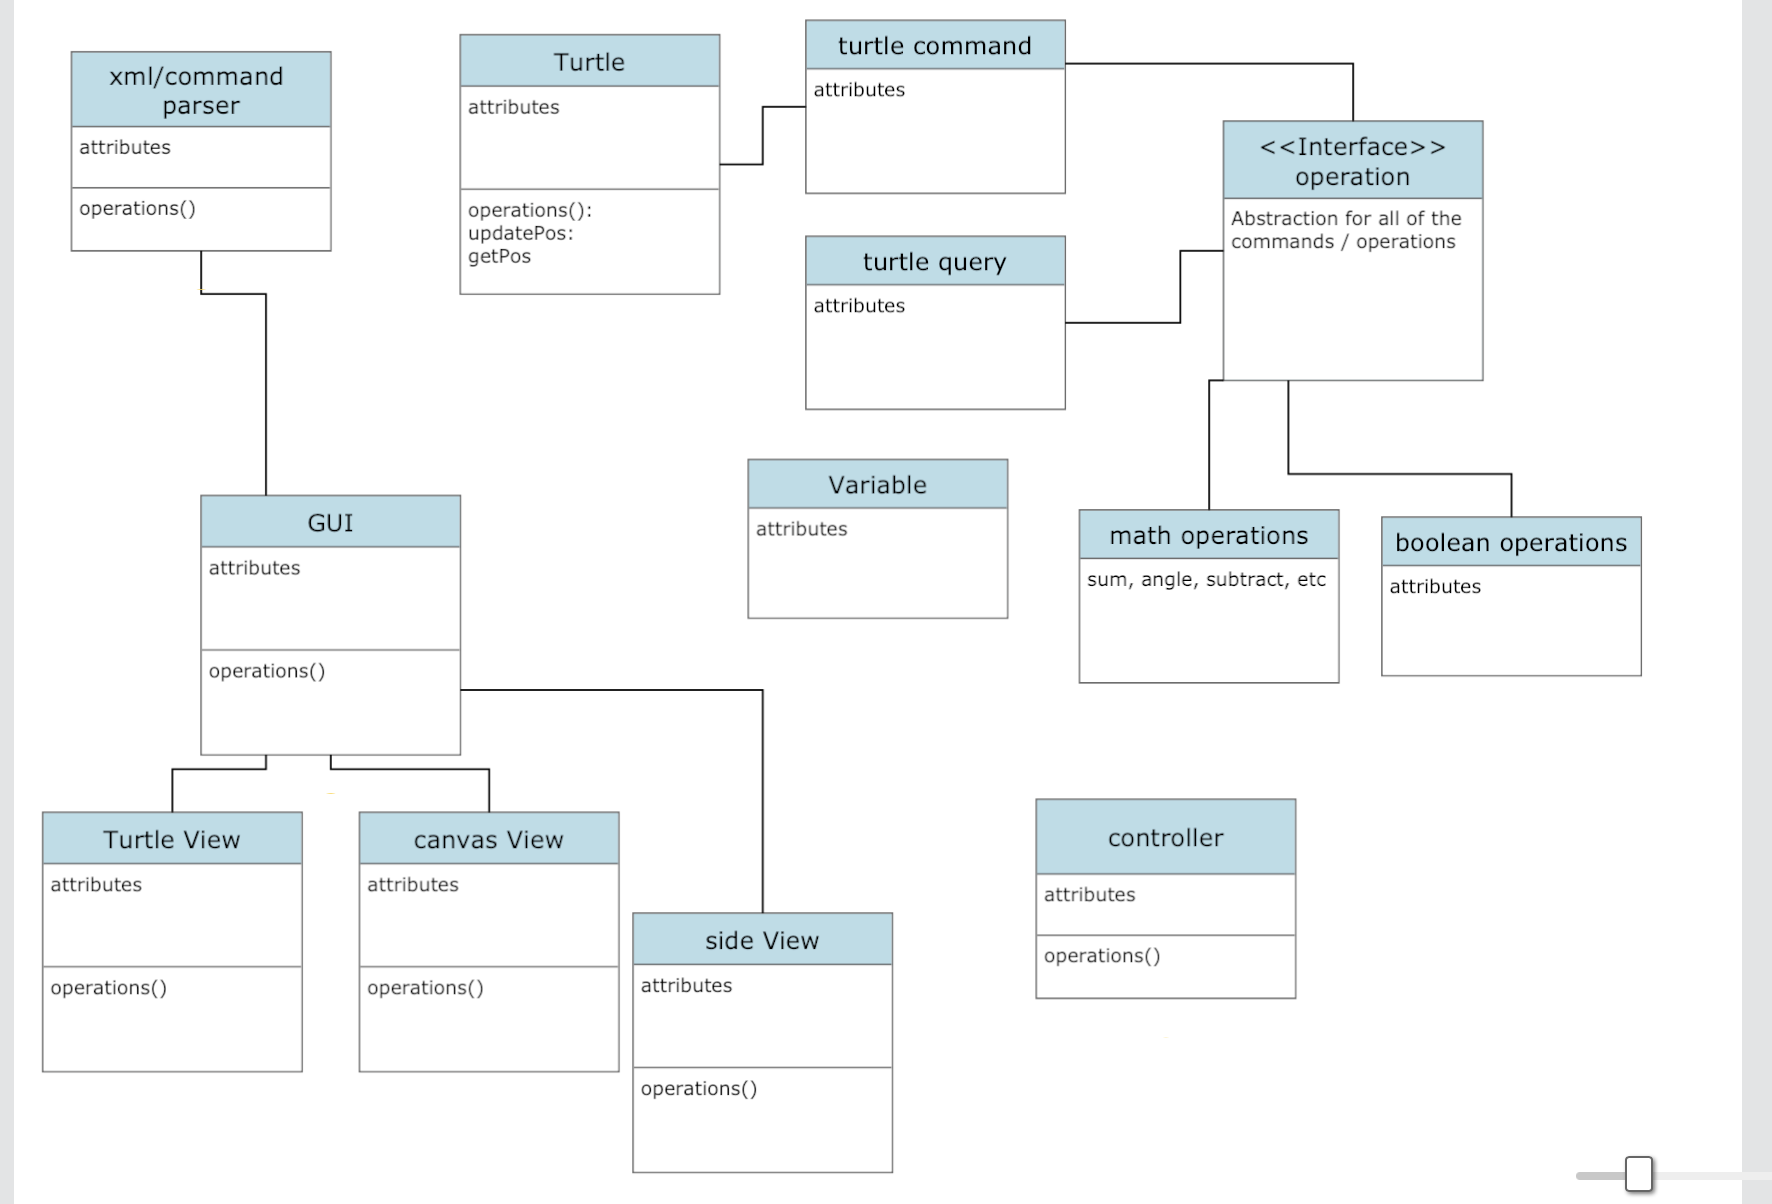 xml/command
parser
attributes
operations()
Turtle
attributes
operations():
updatePos:
getPos
turtle command
attributes
turtle query
attributes
<<Interface>>
operation
Abstraction for all of the
commands / operations
Variable
attributes
math operations
sum, angle, subtract, etc
boolean operations
attributes
GUI
attributes
operations()
Turtle View
attributes
operations()
canvas View
attributes
operations()
side View
attributes
operations()
controller
attributes
operations()